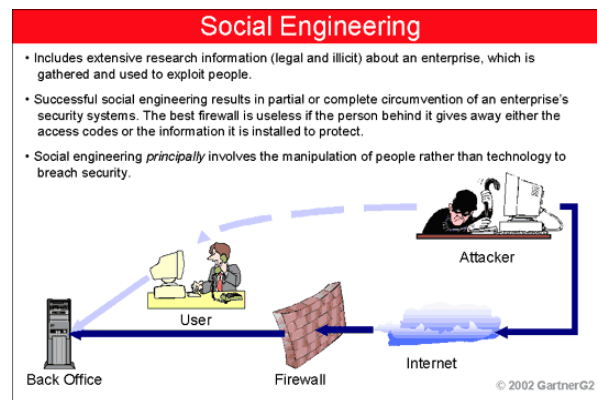 Social Engineering
• Includes extensive research information (legal and illicit) about an enterprise, which is
gathered and used to exploit people.
• Successful social engineering results in partial or complete circumvention of an enterprise's
security systems. The best firewall is useless if the person behind it gives away either the
access codes or the information it is installed to protect.
• Social engineering principally involves the manipulation of people rather than technology to
breach security.
Attacker
User
Internet
Back Office
Firewall
© 2002 GartnerG2